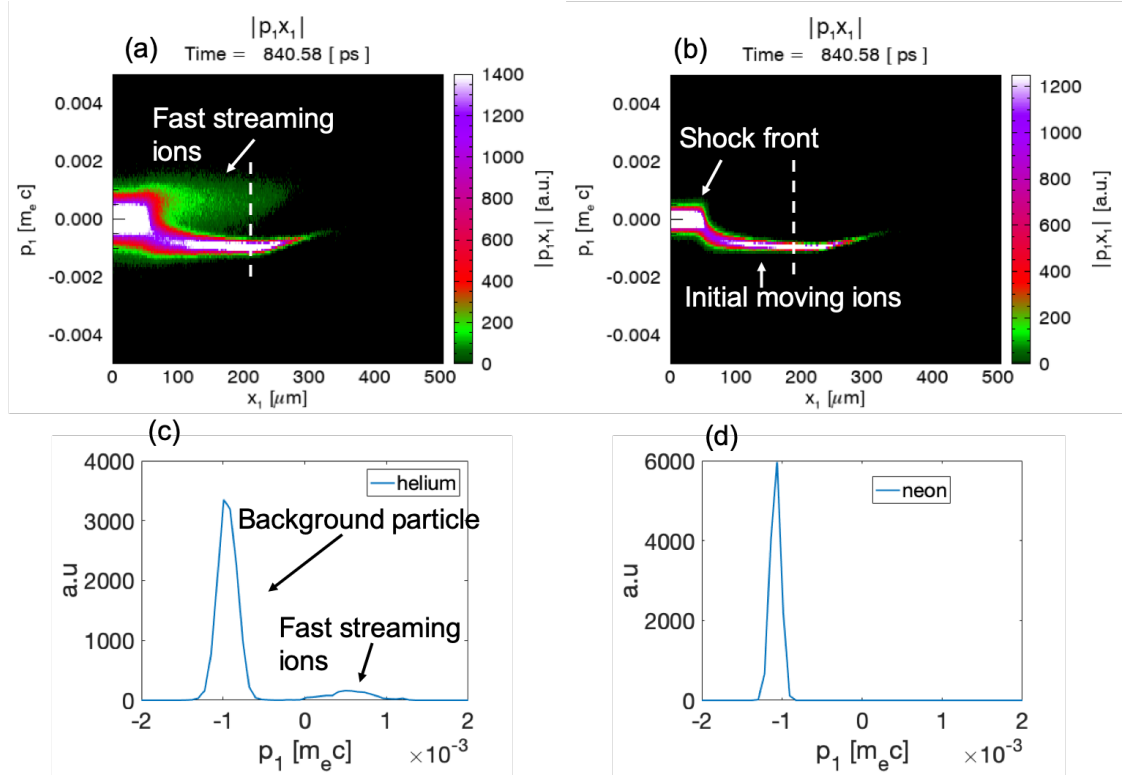 (a)
|p₁x₁|
Time = 840.58 [ ps ]
Fast streaming
ions
p₁ [mₑ c]
0.004
0.002
0.000
-0.002
-0.004
0 100 200 300 400 500
x₁ [μm]
1400
1200
1000
800
600
400
200
0
|p₁x₁| [a.u.]
(b)
|p₁x₁|
Time = 840.58 [ ps ]
Shock front
Initial moving ions
p₁ [mₑ c]
0.004
0.002
0.000
-0.002
-0.004
0 100 200 300 400 500
x₁ [μm]
1200
1000
800
600
400
200
0
|p₁x₁| [a.u.]
(c)
helium
Background particle
Fast streaming
ions
a.u
4000
3000
2000
1000
0
-2 -1 0 1 2
p₁ [mₑc]
×10⁻³
(d)
neon
a.u
6000
4000
2000
0
-2 -1 0 1 2
p₁ [mₑc]
×10⁻³